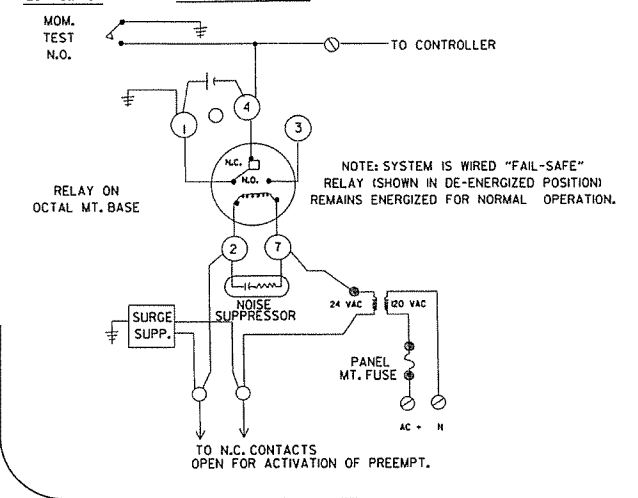 MOM.
TEST
N.O.
TO CONTROLLER
4
1
3
N.C.
N.O.
RELAY ON
OCTAL MT. BASE
NOTE: SYSTEM IS WIRED "FAIL-SAFE"
RELAY (SHOWN IN DE-ENERGIZED POSITION)
REMAINS ENERGIZED FOR NORMAL OPERATION.
2
7
NOISE
SUPPRESSOR
24 VAC
120 VAC
SURGE
SUPP.
PANEL
MT. FUSE
AC + N
TO N.C. CONTACTS
OPEN FOR ACTIVATION OF PREEMPT.